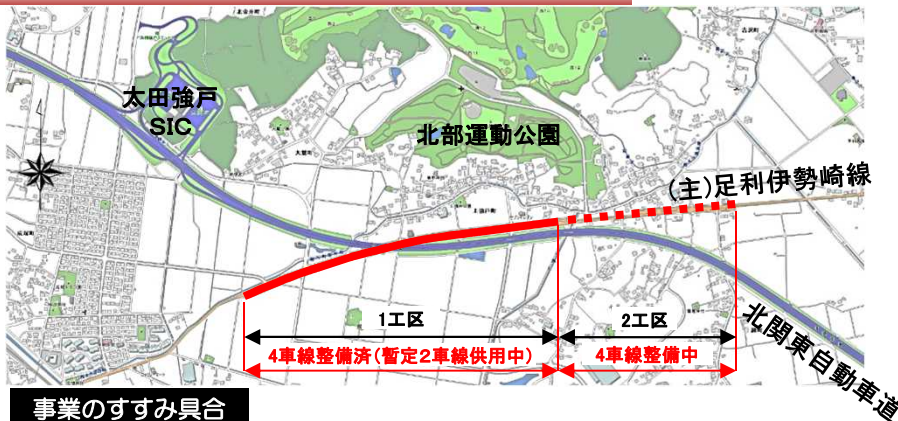 太田強戸
SIC
北部運動公園
(主)足利伊勢崎線
1工区
2工区
4車線整備済(暫定2車線供用中)
4車線整備中
北関東自動車道
事業のすすみ具合